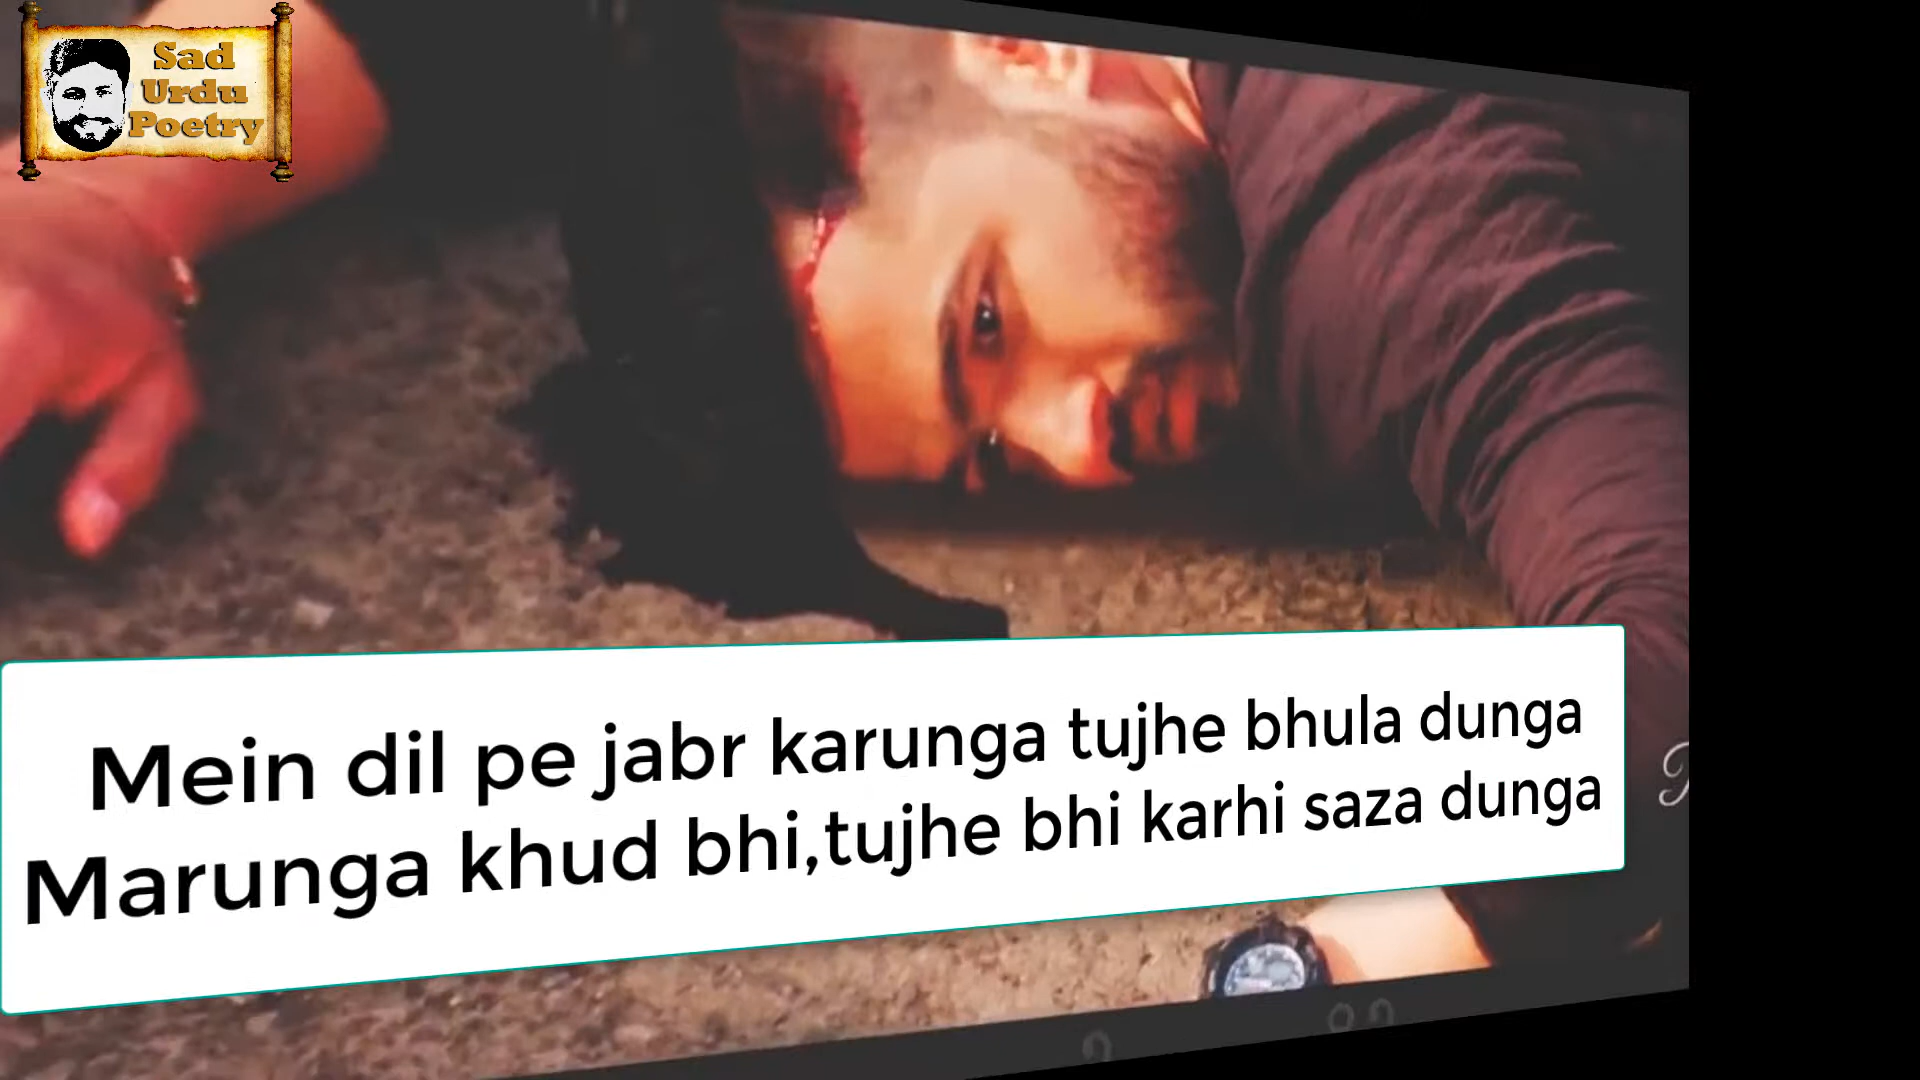 Sad
Urdu
Poetry
Mein dil pe jabr karunga tujhe bhula dunga
Marunga khud bhi,tujhe bhi karhi saza dunga